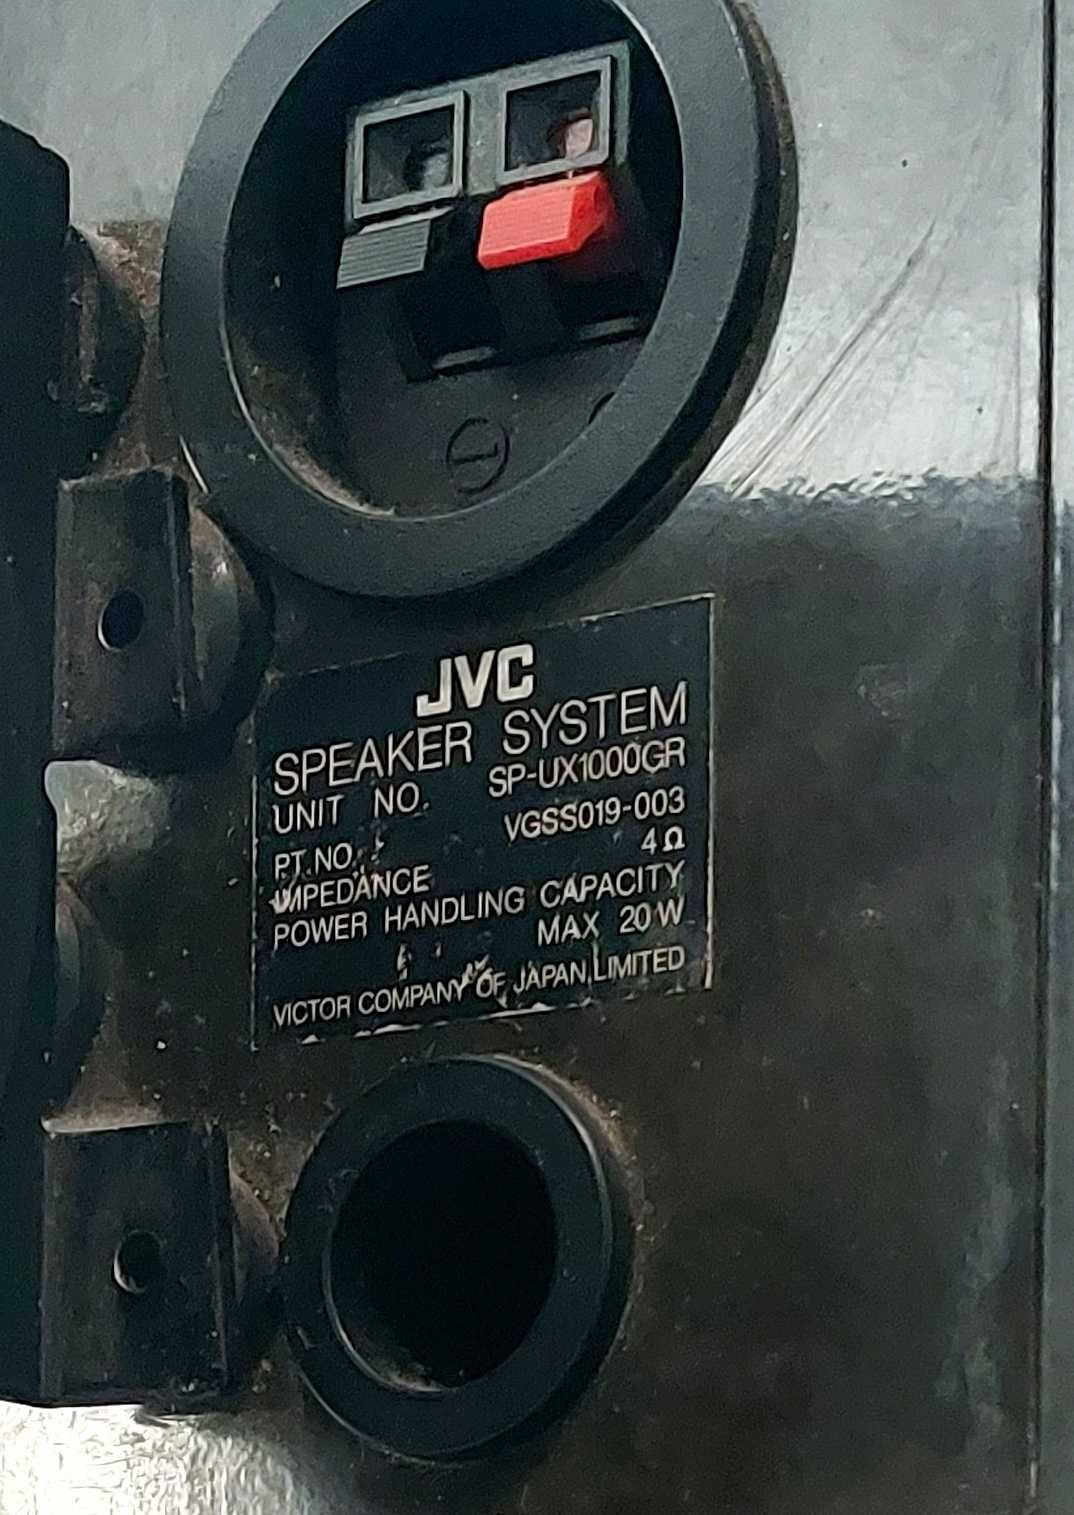 JVC
SPEAKER SYSTEM
UNIT NO. SP-UX1000GR
PT.NO. VGSS019-003
IMPEDANCE 4Ω
POWER HANDLING CAPACITY
MAX 20W
VICTOR COMPANY OF JAPAN, LIMITED